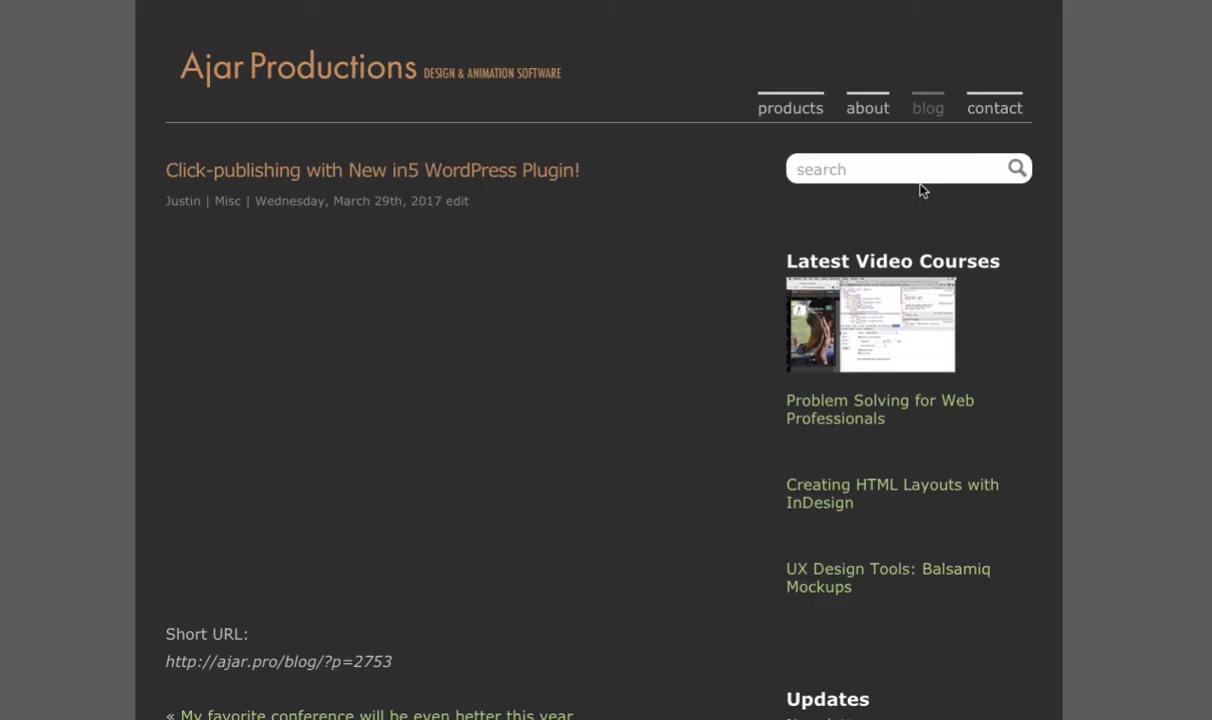 Ajar Productions DESIGN & ANIMATION SOFTWARE
products about blog contact
Click-publishing with New in5 WordPress Plugin!
Justin | Misc | Wednesday, March 29th, 2017 edit
search
Latest Video Courses
Problem Solving for Web
Professionals
Creating HTML Layouts with
InDesign
UX Design Tools: Balsamiq
Mockups
Short URL:
http://ajar.pro/blog/?p=2753
« My favorite conference will be even better this year
Updates